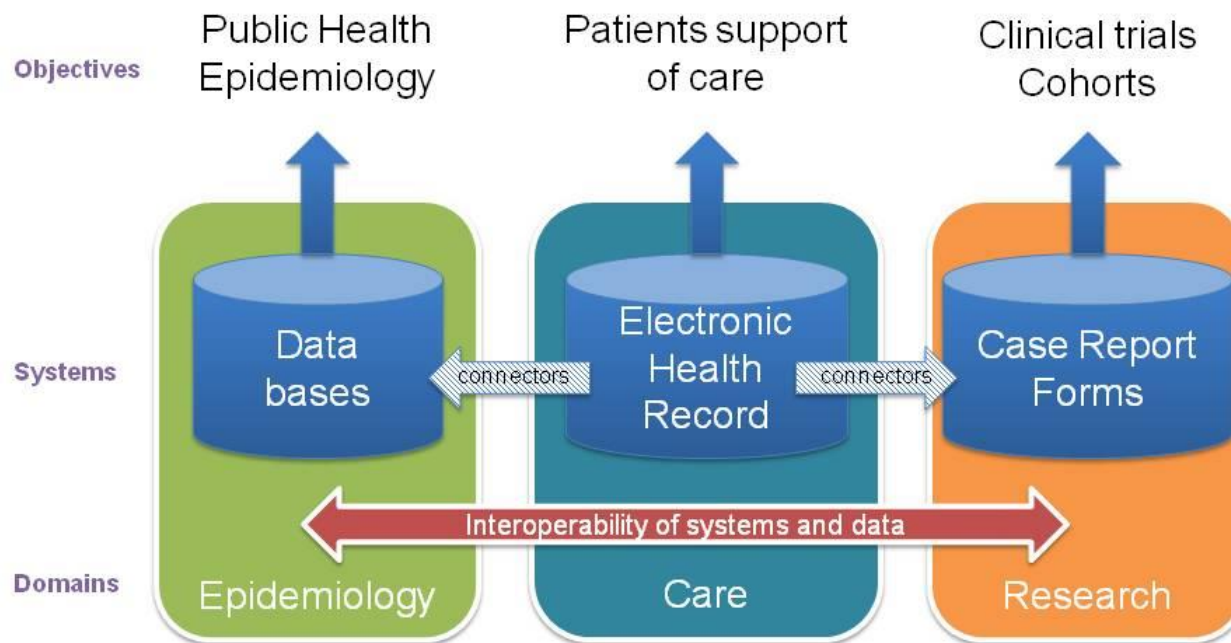 Objectives
Public Health
Epidemiology
Patients support
of care
Clinical trials
Cohorts
Systems
Data
bases
connectors
Electronic
Health
Record
connectors
Case Report
Forms
Interoperability of systems and data
Domains
Epidemiology
Care
Research